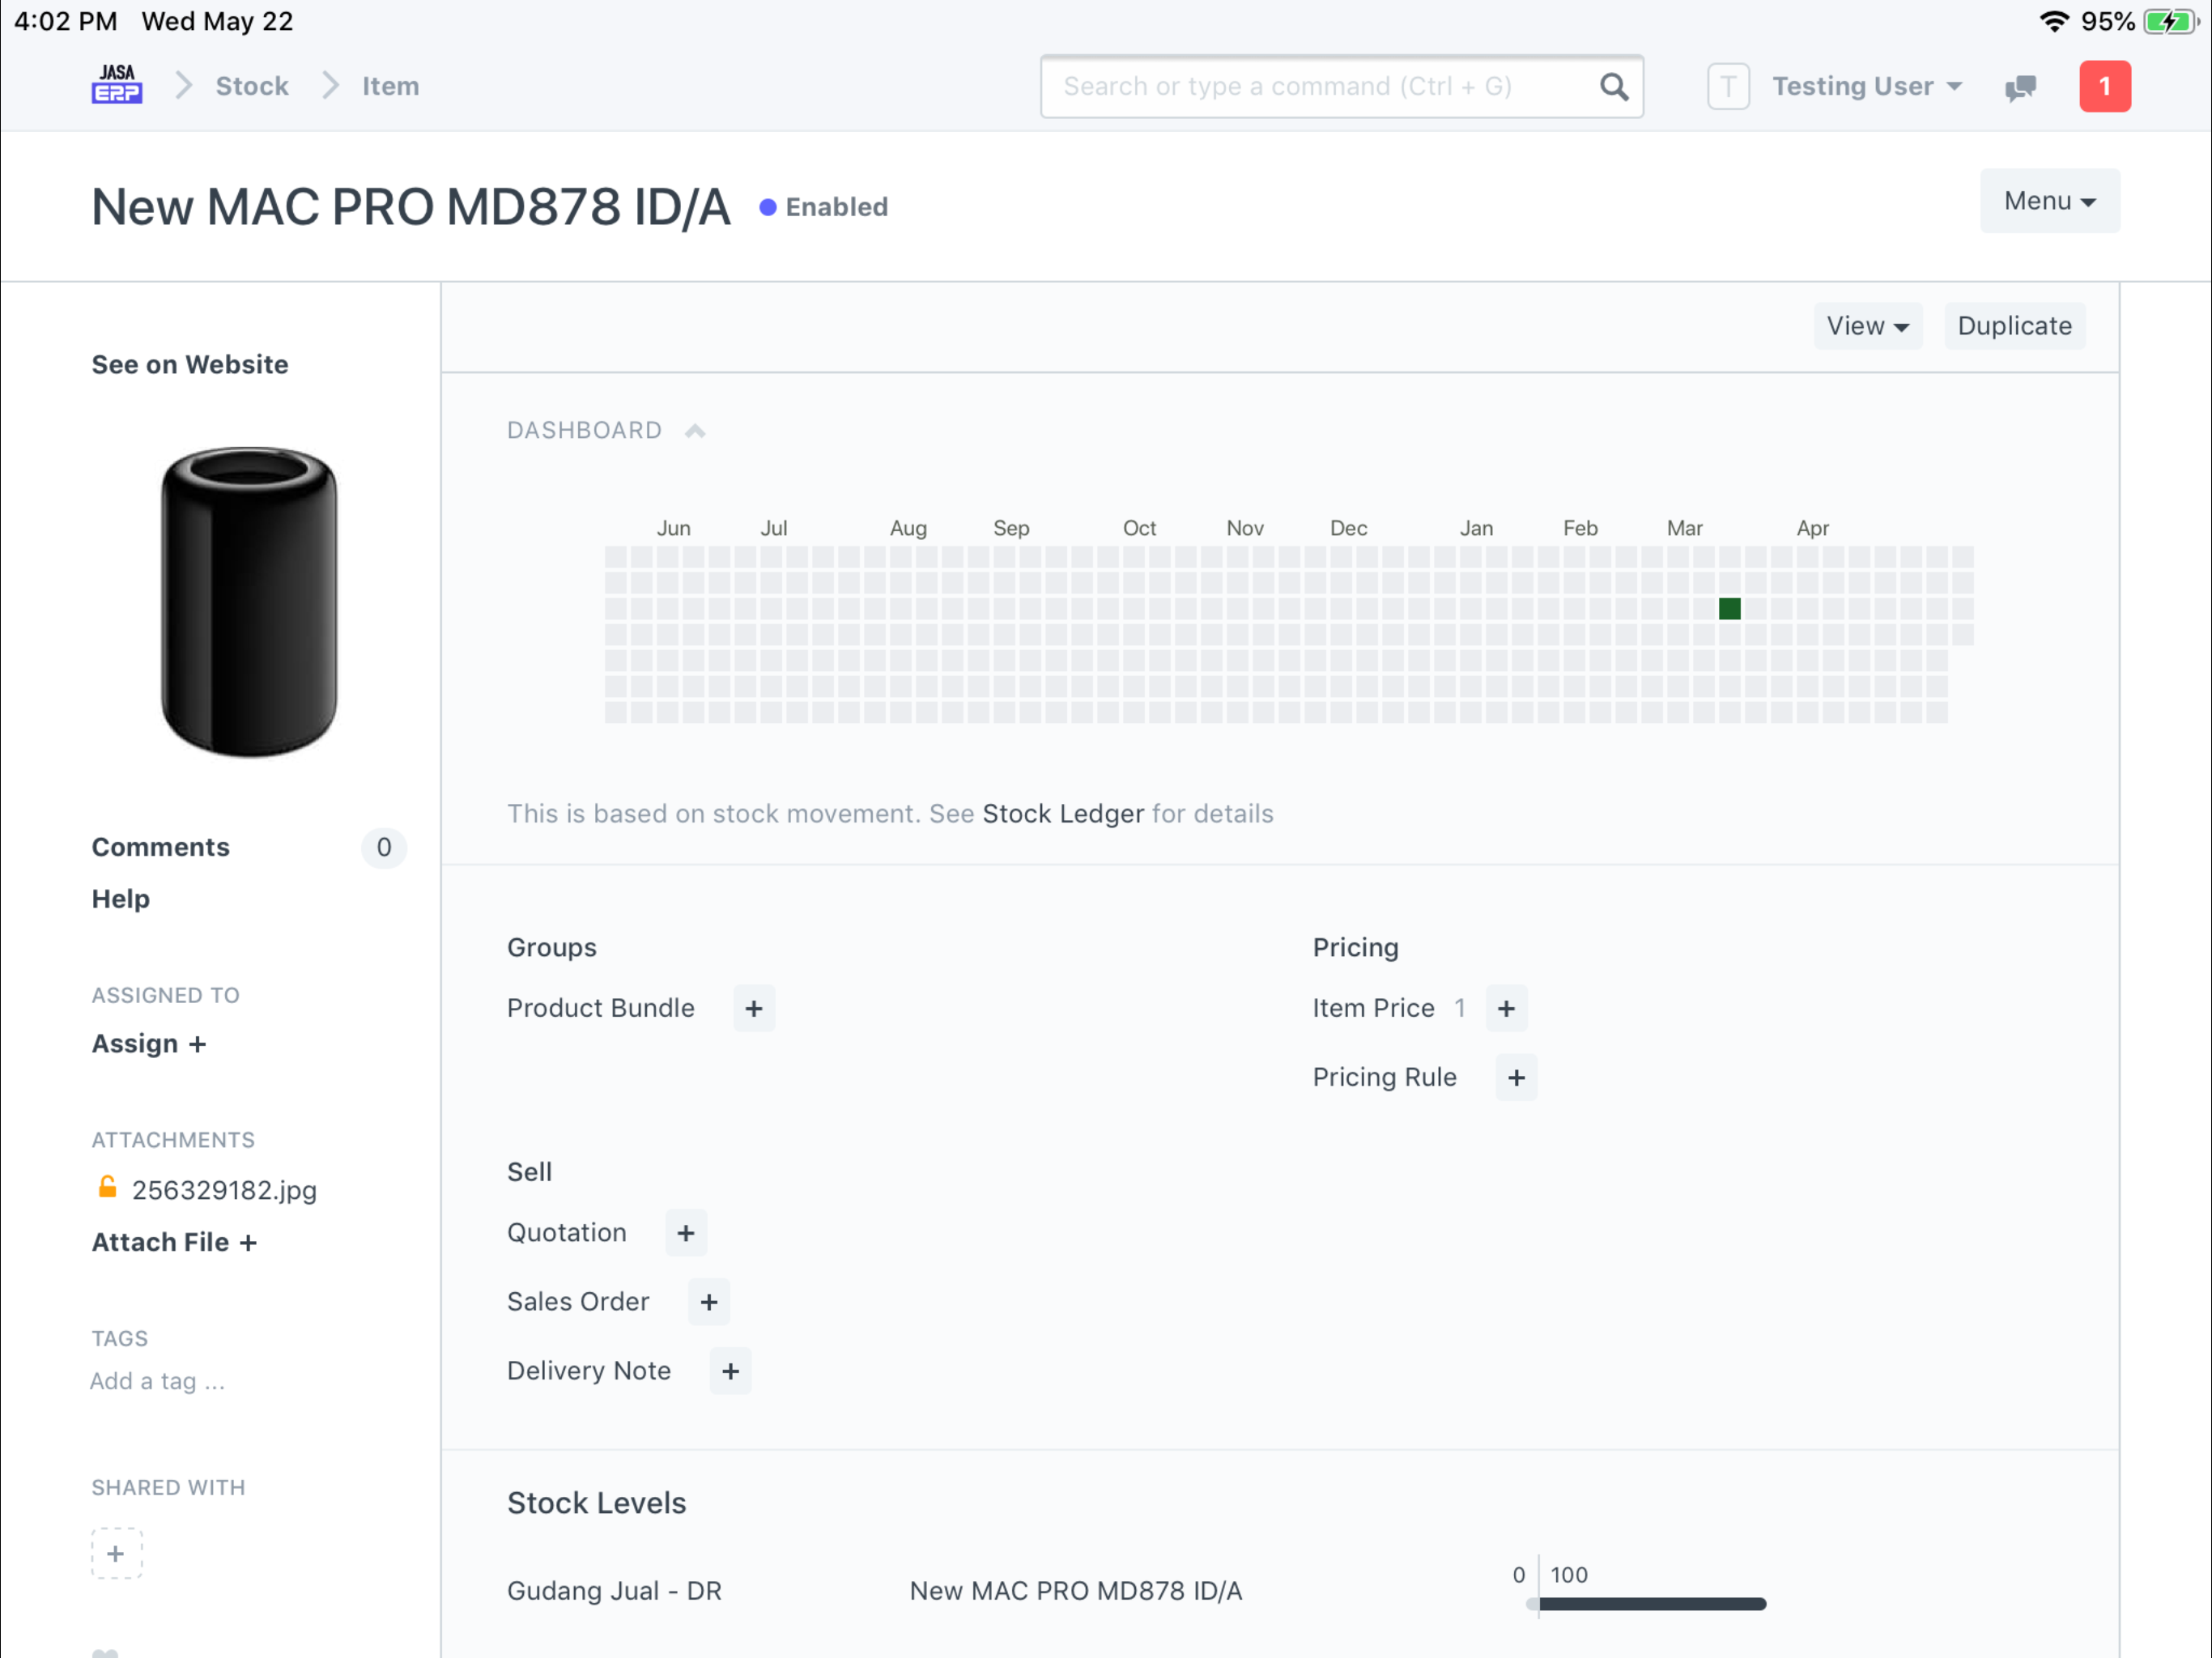 4:02 PM Wed May 22
95%
JASA
ERP
Stock
Item
Search or type a command (Ctrl + G)
T
Testing User
1
New MAC PRO MD878 ID/A
Enabled
Menu
See on Website
View
Duplicate
DASHBOARD
Jun Jul Aug Sep Oct Nov Dec Jan Feb Mar Apr
This is based on stock movement. See Stock Ledger for details
Comments 0
Help
ASSIGNED TO
Assign +
ATTACHMENTS
256329182.jpg
Attach File +
TAGS
Add a tag ...
SHARED WITH
+
Groups
Product Bundle +
Pricing
Item Price 1 +
Pricing Rule +
Sell
Quotation +
Sales Order +
Delivery Note +
Stock Levels
Gudang Jual - DR New MAC PRO MD878 ID/A 0 100